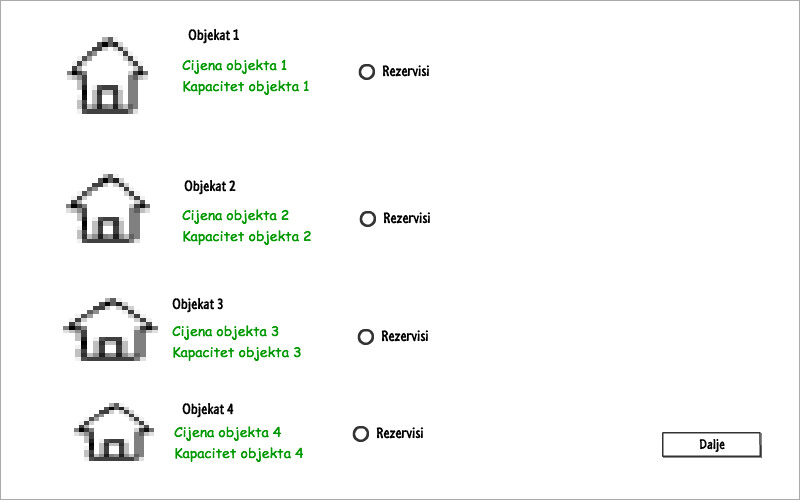 Objekat 1
Cijena objekta 1
Kapacitet objekta 1
Rezervisi
Objekat 2
Cijena objekta 2
Kapacitet objekta 2
Rezervisi
Objekat 3
Cijena objekta 3
Kapacitet objekta 3
Rezervisi
Objekat 4
Cijena objekta 4
Kapacitet objekta 4
Rezervisi
Dalje